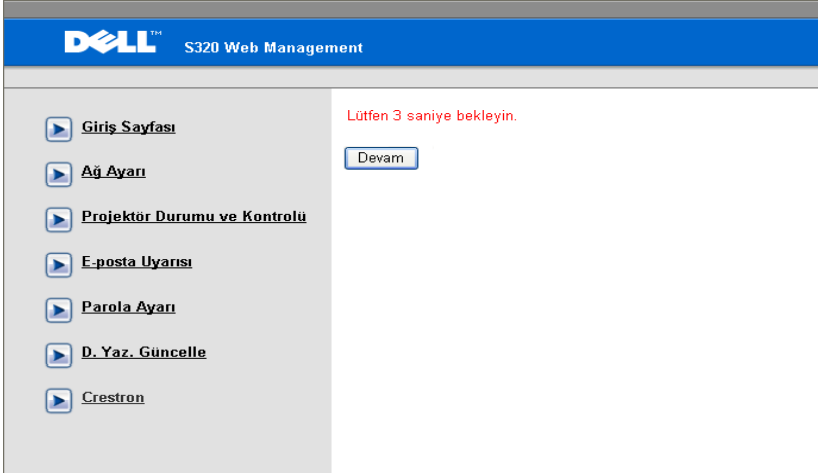 DELL™ S320 Web Management
Lütfen 3 saniye bekleyin.
Devam
Giriş Sayfası
Ağ Ayarı
Projektör Durumu ve Kontrolü
E-posta Uyarısı
Parola Ayarı
D. Yaz. Güncelle
Crestron